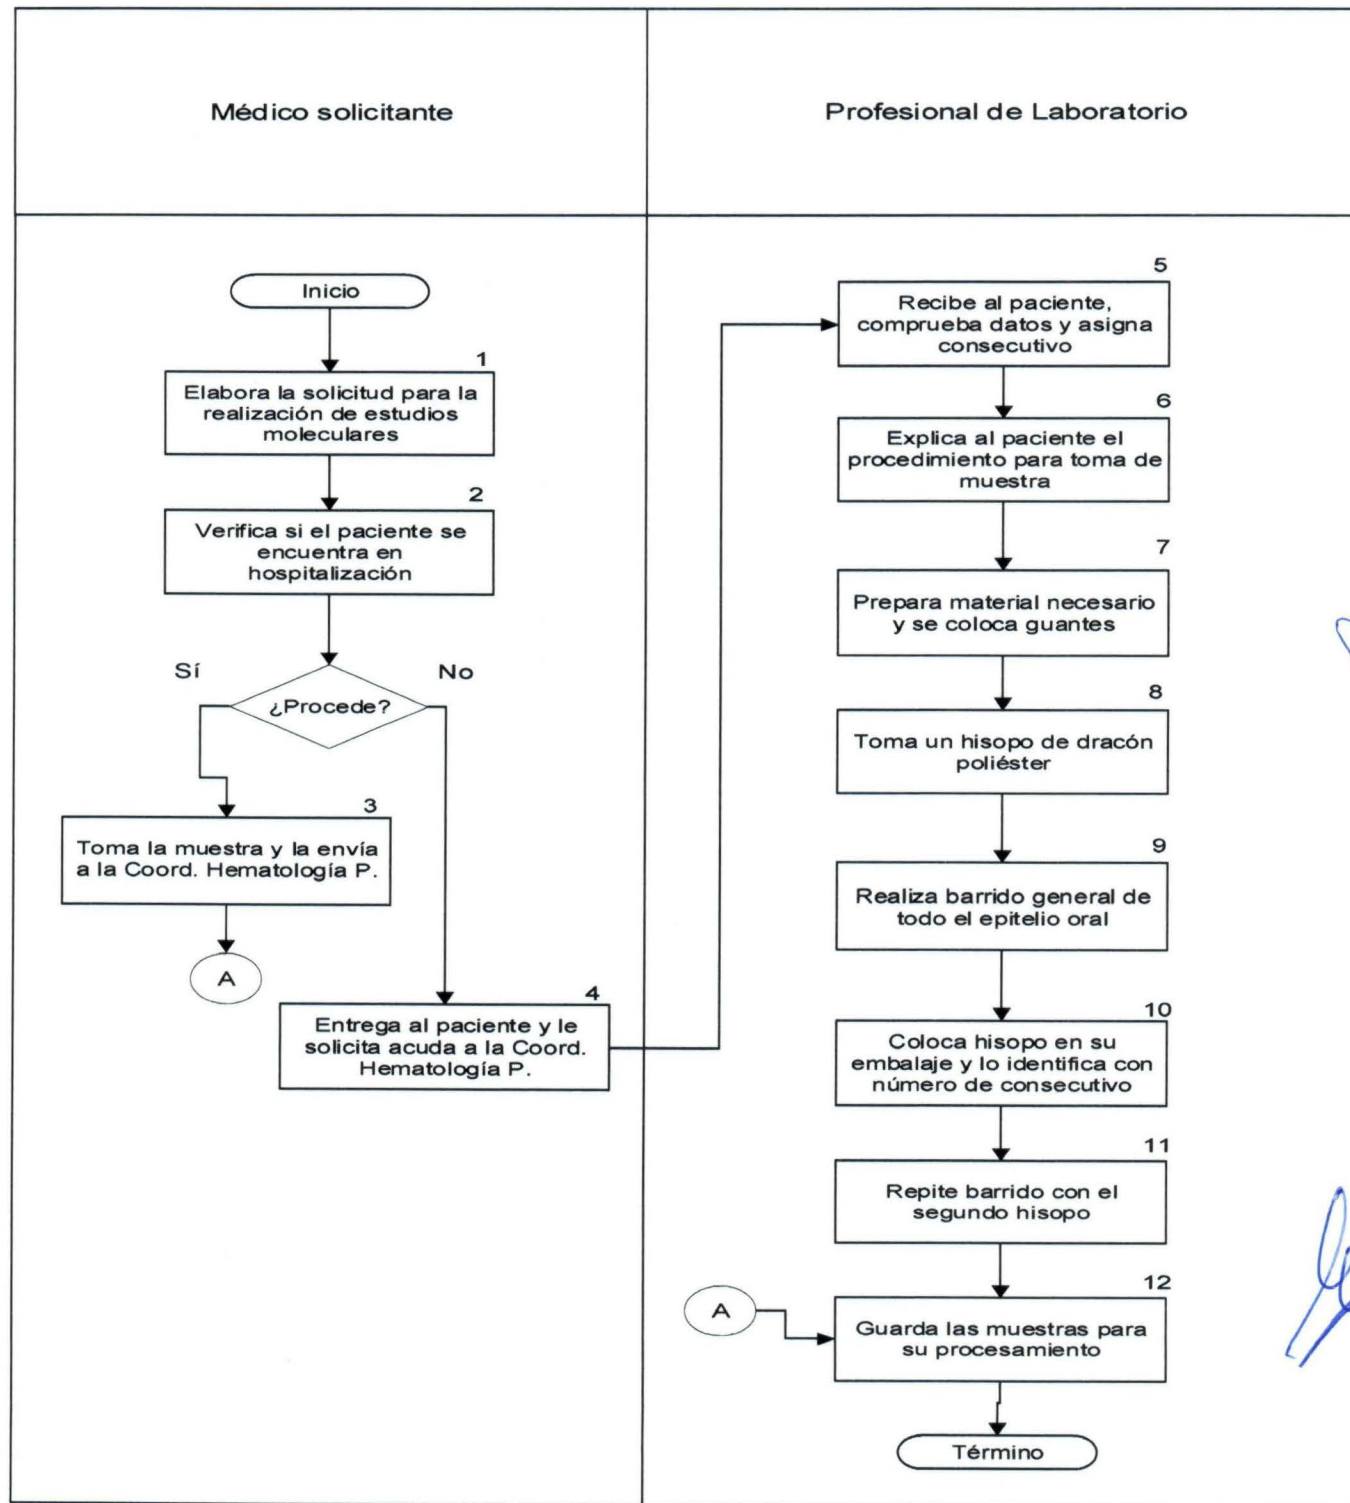 Médico solicitante
Profesional de Laboratorio
Inicio
1
Elabora la solicitud para la
realización de estudios
moleculares
2
Verifica si el paciente se
encuentra en
hospitalización
Sí
No
¿Procede?
3
Toma la muestra y la envía
a la Coord. Hematología P.
A
4
Entrega al paciente y le
solicita acuda a la Coord.
Hematología P.
5
Recibe al paciente,
comprueba datos y asigna
consecutivo
6
Explica al paciente el
procedimiento para toma de
muestra
7
Prepara material necesario
y se coloca guantes
8
Toma un hisopo de dracón
poliéster
9
Realiza barrido general de
todo el epitelio oral
10
Coloca hisopo en su
embalaje y lo identifica con
número de consecutivo
11
Repite barrido con el
segundo hisopo
12
A
Guarda las muestras para
su procesamiento
Término